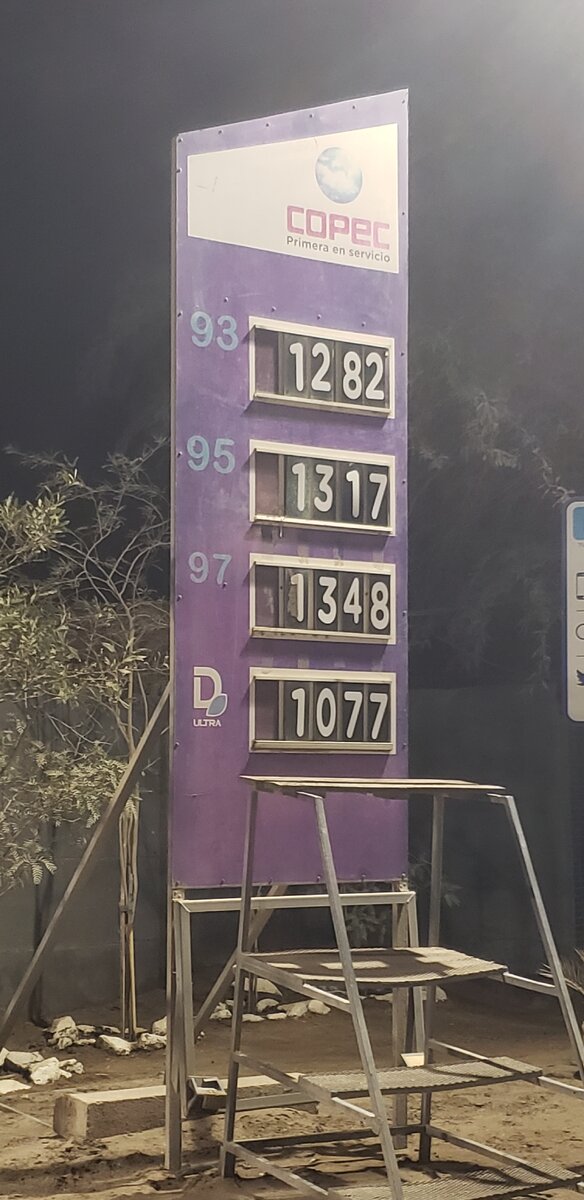 COPEC
Primera en servicio
93 1282
95 1317
97 1348
D ULTRA 1077